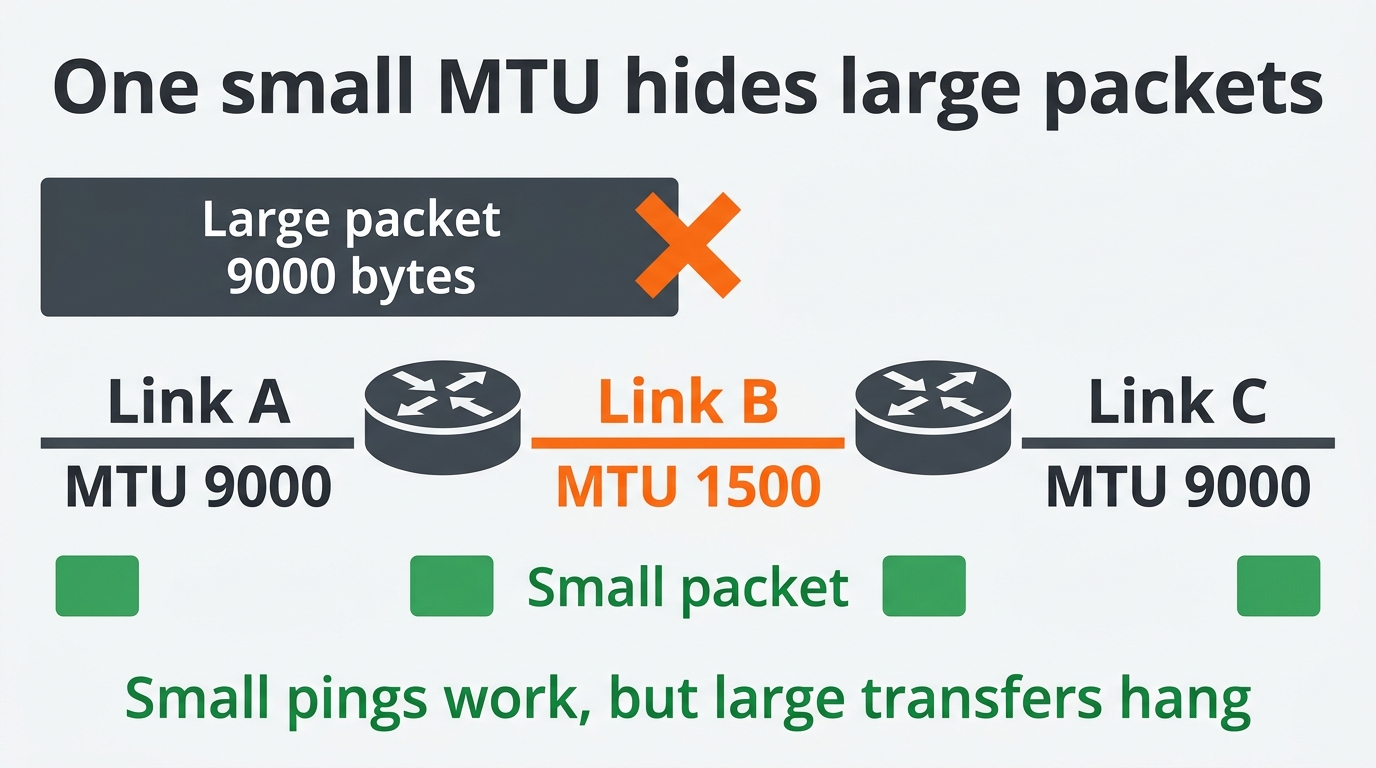 One small MTU hides large packets
Large packet
9000 bytes
Link A
MTU 9000
Link B
MTU 1500
Link C
MTU 9000
Small packet
Small pings work, but large transfers hang